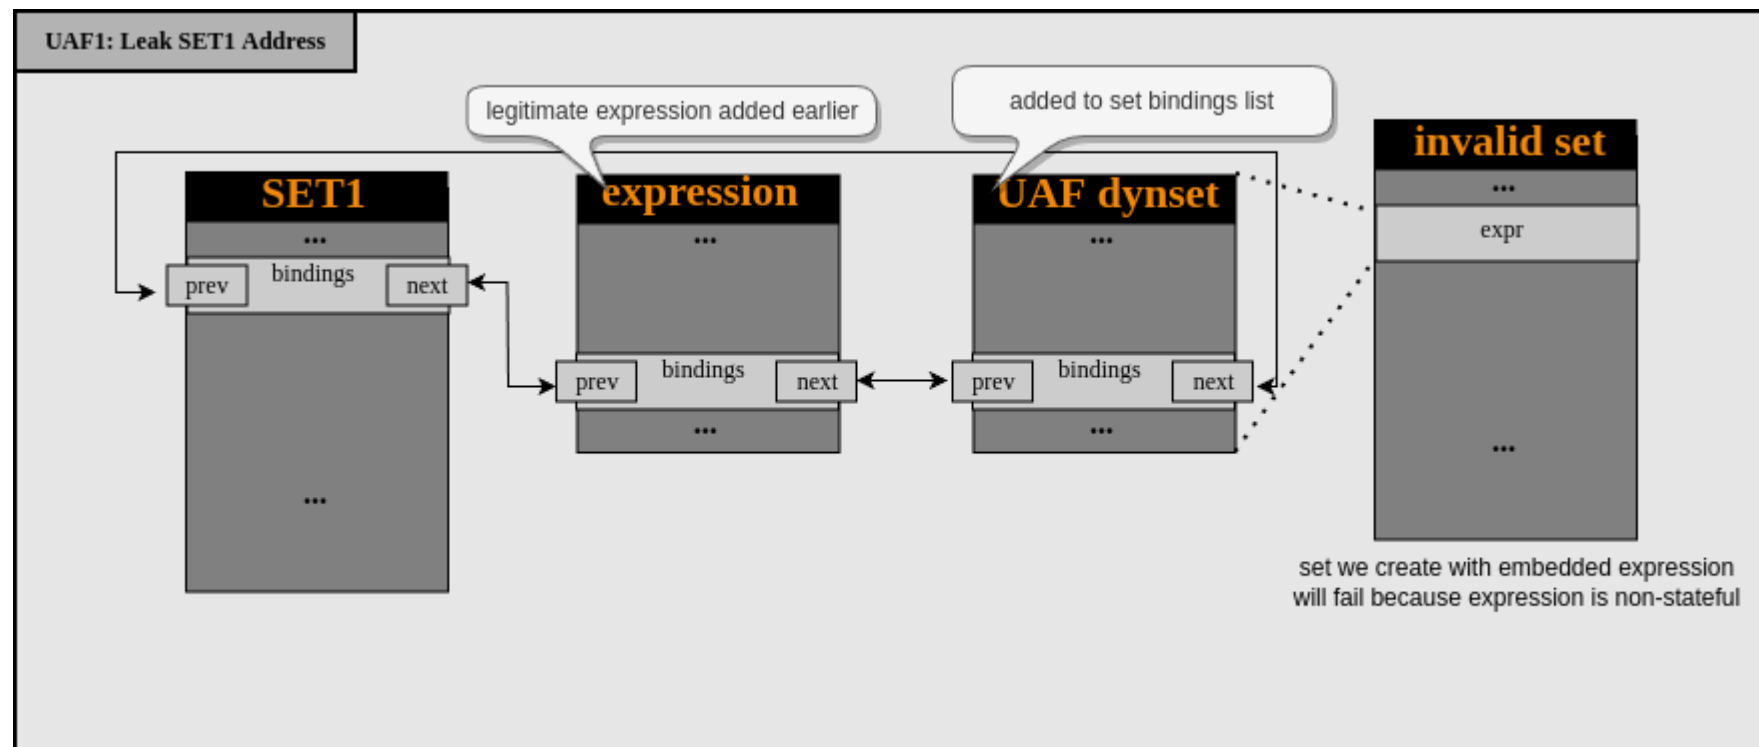 UAF1: Leak SET1 Address
legitimate expression added earlier
added to set bindings list
SET1
...
bindings
prev
next
...
expression
...
bindings
prev
next
...
UAF dynset
...
bindings
prev
next
...
invalid set
...
expr
...
set we create with embedded expression
will fail because expression is non-stateful